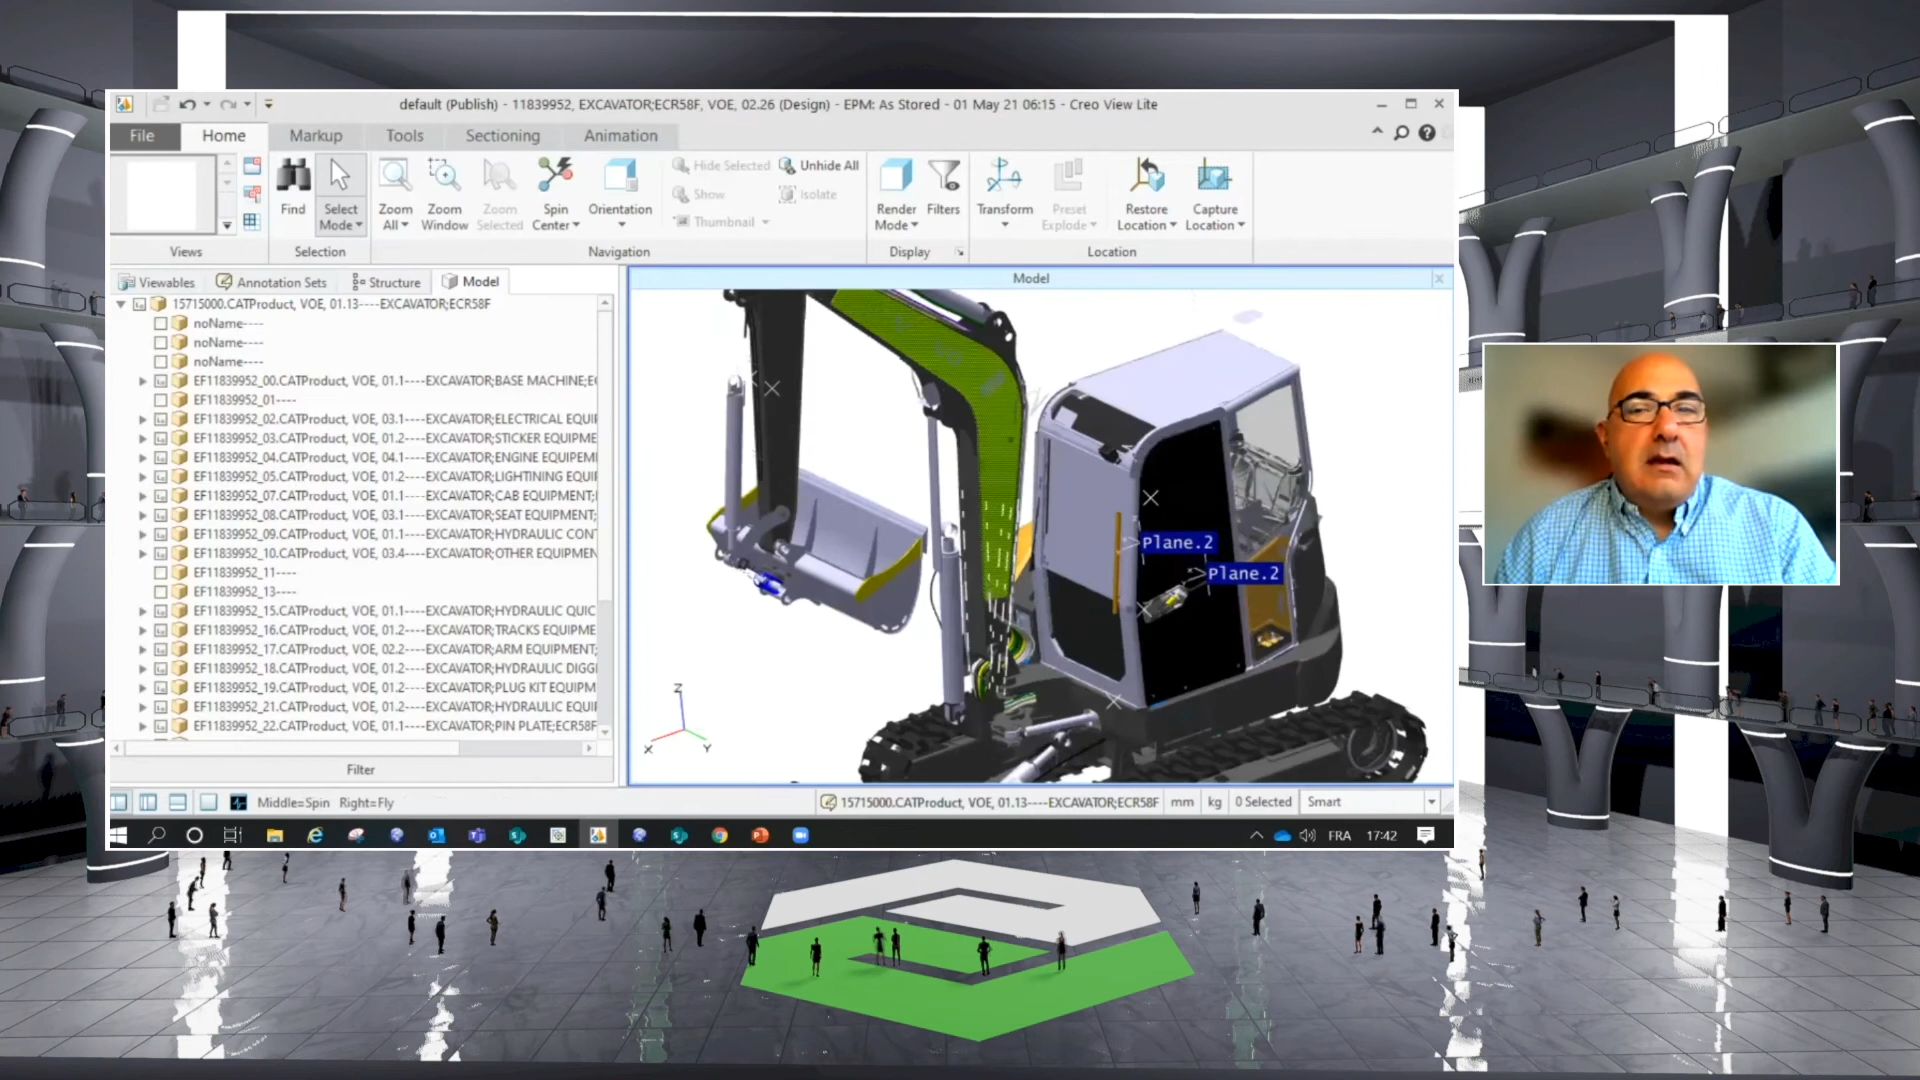 default (Publish) - 11839952, EXCAVATOR;ECR58F, VOE, 02.26 (Design) - EPM: As Stored - 01 May 21 06:15 - Creo View Lite
File
Home
Markup
Tools
Sectioning
Animation
Find
Select Mode
Zoom All
Zoom Window
Zoom Selected
Spin Center
Orientation
Hide Selected
Show
Thumbnail
Unhide All
Isolate
Render Mode
Filters
Transform
Preset Explode
Restore Location
Capture Location
Views
Selection
Navigation
Display
Location
Viewables
Annotation Sets
Structure
Model
15715000.CATProduct, VOE, 01.13----EXCAVATOR;ECR58F
noName----
noName----
noName----
EF11839952_00.CATProduct, VOE, 01.1----EXCAVATOR;BASE MACHINE;E
EF11839952_01----
EF11839952_02.CATProduct, VOE, 03.1----EXCAVATOR;ELECTRICAL EQUI
EF11839952_03.CATProduct, VOE, 01.2----EXCAVATOR;STICKER EQUIPME
EF11839952_04.CATProduct, VOE, 04.1----EXCAVATOR;ENGINE EQUIPEM
EF11839952_05.CATProduct, VOE, 01.2----EXCAVATOR;LIGHTINING EQUI
EF11839952_07.CATProduct, VOE, 01.1----EXCAVATOR;CAB EQUIPMENT;
EF11839952_08.CATProduct, VOE, 03.1----EXCAVATOR;SEAT EQUIPMENT;
EF11839952_09.CATProduct, VOE, 01.1----EXCAVATOR;HYDRAULIC CON
EF11839952_10.CATProduct, VOE, 03.4----EXCAVATOR;OTHER EQUIPMEN
EF11839952_11----
EF11839952_13----
EF11839952_15.CATProduct, VOE, 01.1----EXCAVATOR;HYDRAULIC QUIC
EF11839952_16.CATProduct, VOE, 01.2----EXCAVATOR;TRACKS EQUIPME
EF11839952_17.CATProduct, VOE, 02.2----EXCAVATOR;ARM EQUIPMENT;
EF11839952_18.CATProduct, VOE, 01.2----EXCAVATOR;HYDRAULIC DIGG
EF11839952_19.CATProduct, VOE, 01.2----EXCAVATOR;PLUG KIT EQUIPM
EF11839952_21.CATProduct, VOE, 01.2----EXCAVATOR;HYDRAULIC EQUI
EF11839952_22.CATProduct, VOE, 01.1----EXCAVATOR;PIN PLATE;ECR58F
Filter
Model
Plane.2
Plane.2
Z
X
Y
Middle=Spin Right=Fly
15715000.CATProduct, VOE, 01.13----EXCAVATOR;ECR58F
mm
kg
0 Selected
Smart
FRA
17:42